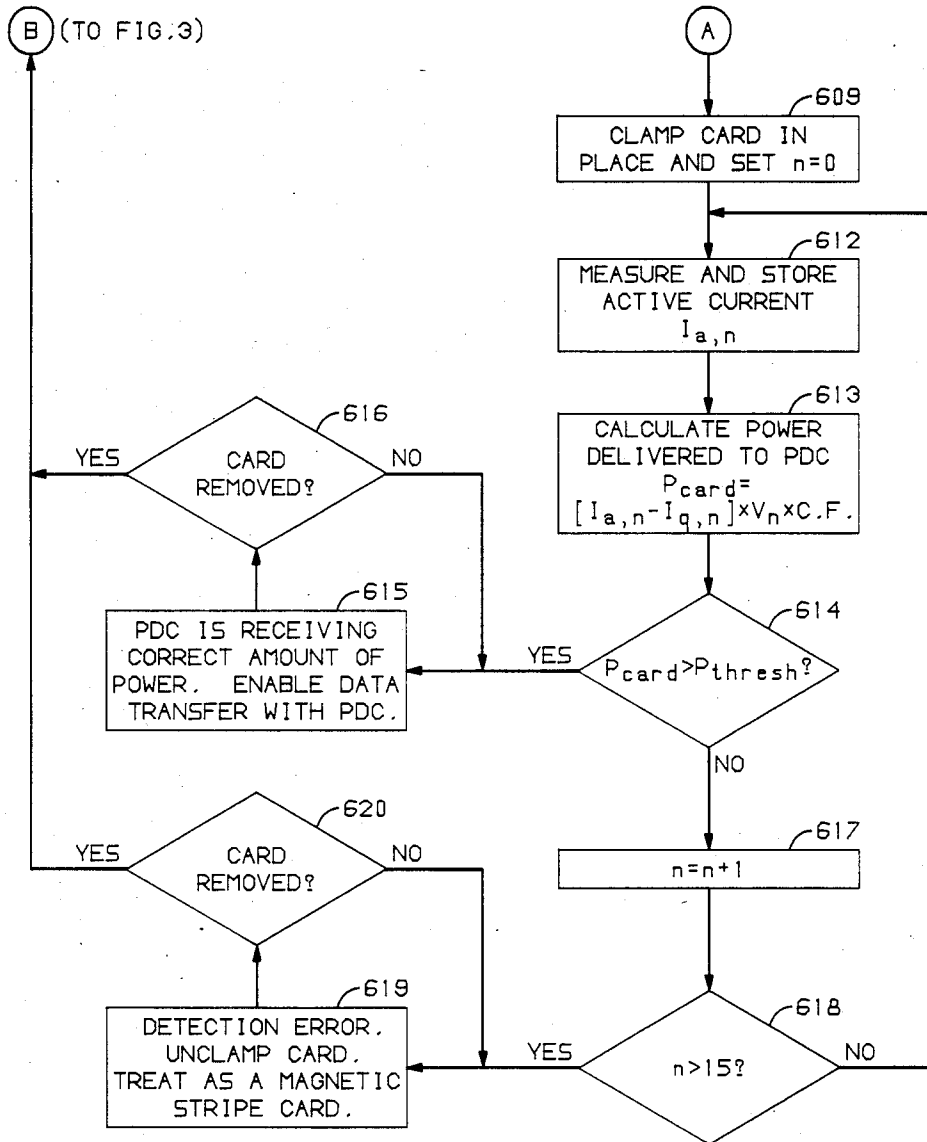 B (TO FIG.3)
A
609
CLAMP CARD IN
PLACE AND SET n=0
612
MEASURE AND STORE
ACTIVE CURRENT
Ia,n
613
CALCULATE POWER
DELIVERED TO PDC
Pcard=
[Ia,n-Iq,n]×Vn×C.F.
616
YES
CARD
REMOVED?
NO
615
PDC IS RECEIVING
CORRECT AMOUNT OF
POWER. ENABLE DATA
TRANSFER WITH PDC.
614
YES
Pcard>Pthresh?
NO
617
n=n+1
620
YES
CARD
REMOVED?
NO
619
DETECTION ERROR.
UNCLAMP CARD.
TREAT AS A MAGNETIC
STRIPE CARD.
618
YES
n>15?
NO